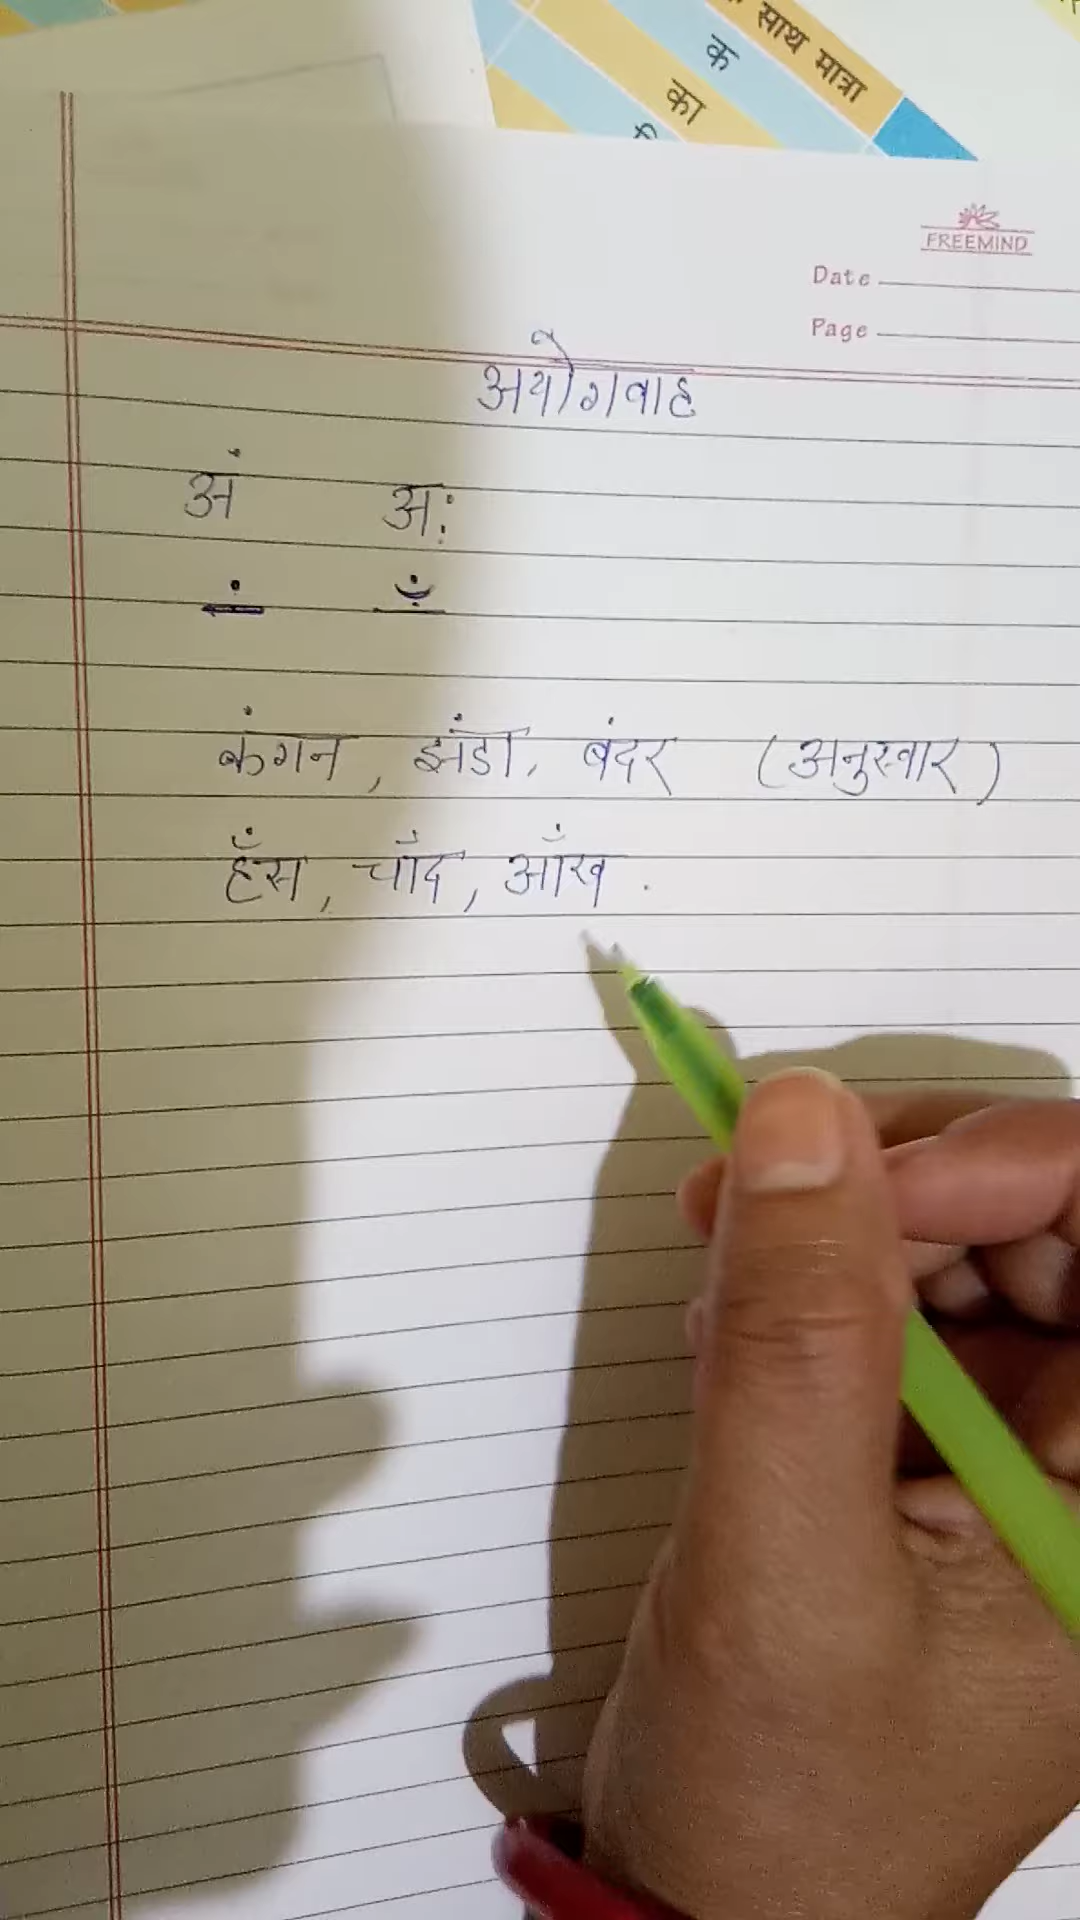 साथ मात्रा
क
का
FREEMIND
Date
Page
अयोगवाह
अं अः
कंगन, झंडा, बंदर (अनुस्वार)
हँस, चाँद, आँख.